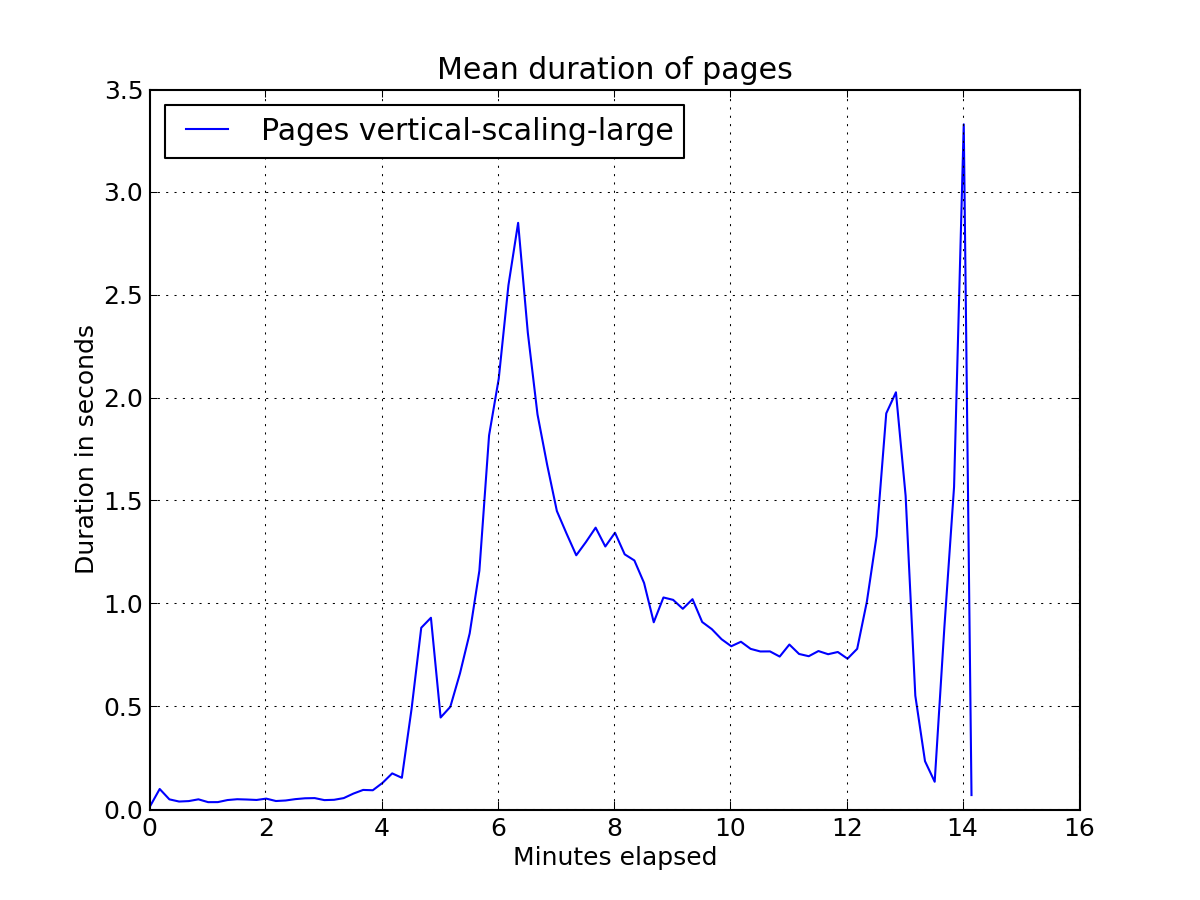 Mean duration of pages
3.5
Pages vertical-scaling-large
3.0
2.5
2.0
1.5
1.0
0.5
0.0
Duration in seconds
0 2 4 6 8 10 12 14 16
Minutes elapsed